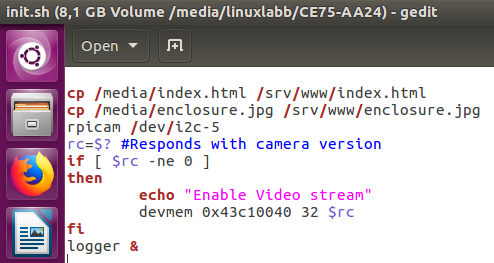 init.sh (8,1 GB Volume /media/linuxlabb/CE75-AA24) - gedit
Open
cp /media/index.html /srv/www/index.html
cp /media/enclosure.jpg /srv/www/enclosure.jpg
rpicam /dev/i2c-5
rc=$? #Responds with camera version
if [ $rc -ne 0 ]
then
echo "Enable Video stream"
devmem 0x43c10040 32 $rc
fi
logger &